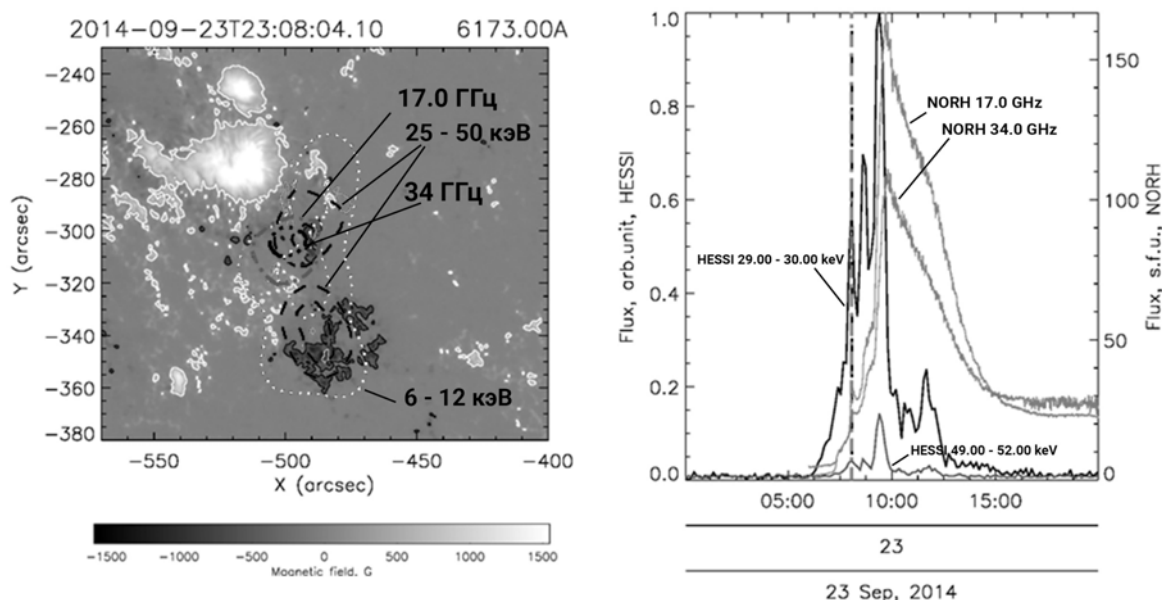 2014-09-23T23:08:04.10 6173.00A
-240
-260
-280
-300
-320
-340
-360
-380
Y (arcsec)
17.0 ГГц
25 - 50 кэВ
34 ГГц
6 - 12 кэВ
-550 -500 -450 -400
X (arcsec)
-1500 -1000 -500 0 500 1000 1500
Magnetic field, G
1.0
0.8
0.6
0.4
0.2
0.0
Flux, arb.unit, HESSI
NORH 17.0 GHz
NORH 34.0 GHz
HESSI 29.00 - 30.00 keV
HESSI 49.00 - 52.00 keV
150
100
50
0
Flux, s.f.u., NORH
05:00 10:00 15:00
23
23 Sep, 2014